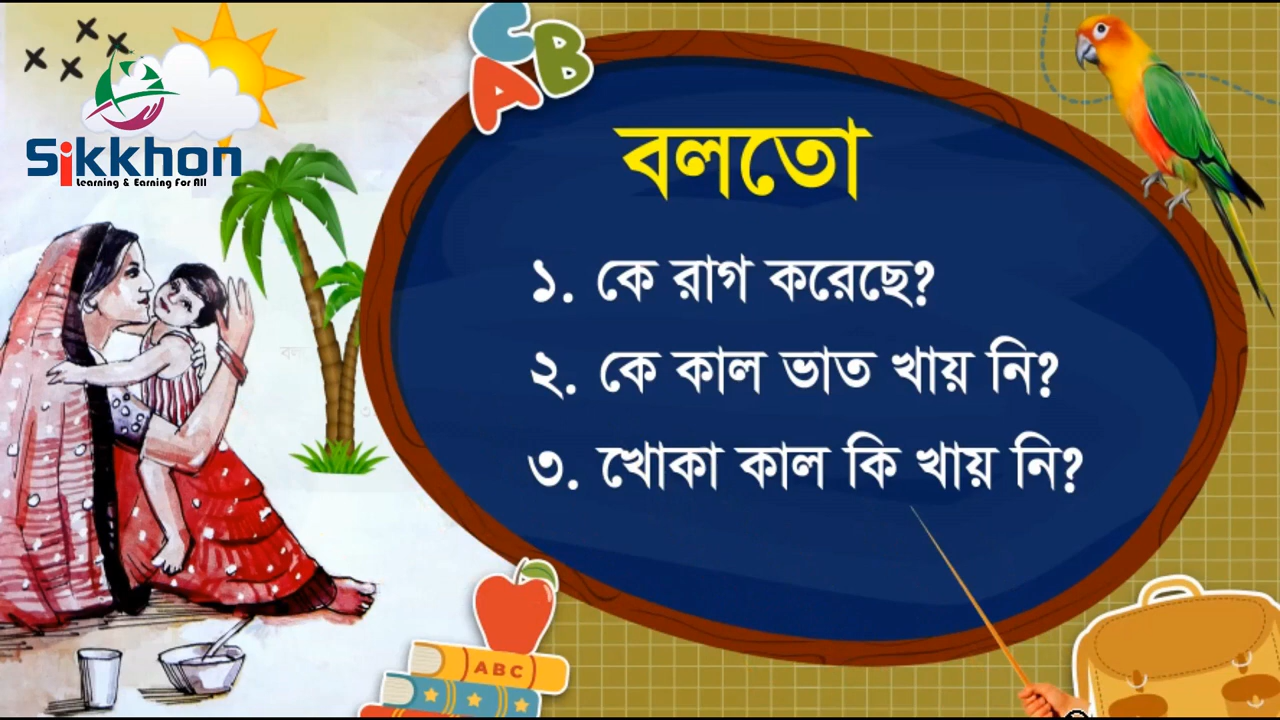 Sikkhon
Learning & Earning For All
C
A B
বলতো
১. কে রাগ করেছে?
২. কে কাল ভাত খায় নি?
৩. খোকা কাল কি খায় নি?
ABC